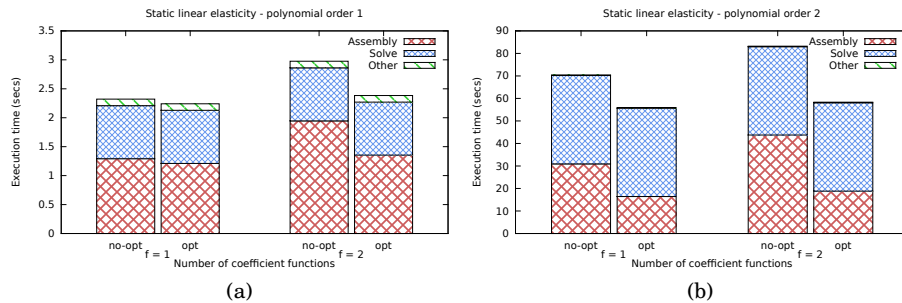 Static linear elasticity - polynomial order 1
3.5
3
2.5
2
1.5
1
0.5
0
Execution time (secs)
Assembly
Solve
Other
no-opt opt no-opt opt
f = 1 f = 2
Number of coefficient functions
(a)
Static linear elasticity - polynomial order 2
90
80
70
60
50
40
30
20
10
0
Execution time (secs)
Assembly
Solve
Other
no-opt opt no-opt opt
f = 1 f = 2
Number of coefficient functions
(b)